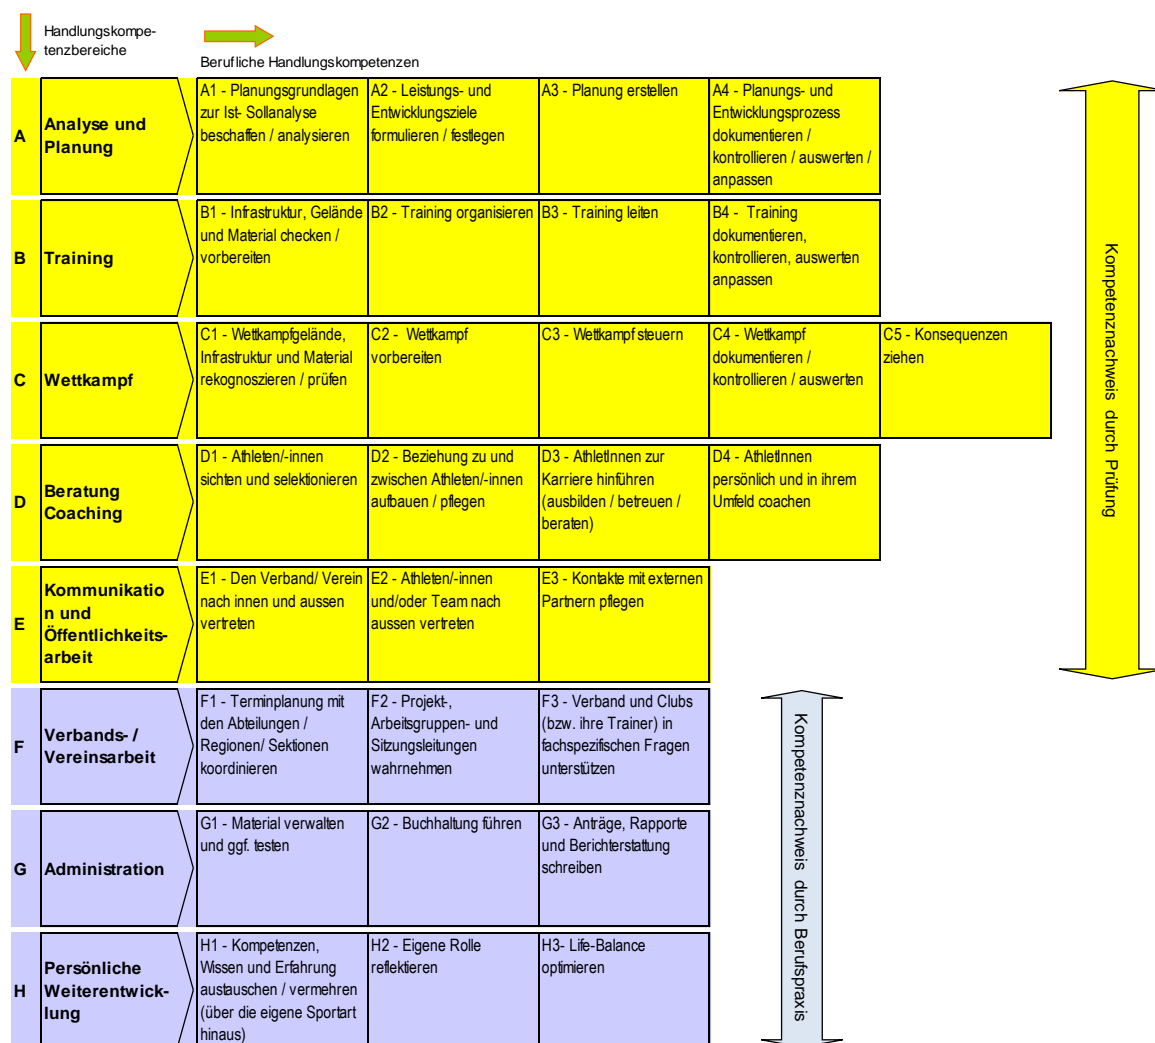 Handlungskompe-
tenzbereiche
Berufliche Handlungskompetenzen
A
Analyse und
Planung
A1 - Planungsgrundlagen
zur Ist- Sollanalyse
beschaffen / analysieren
A2 - Leistungs- und
Entwicklungsziele
formulieren / festlegen
A3 - Planung erstellen
A4 - Planungs- und
Entwicklungsprozess
dokumentieren /
kontrollieren / auswerten /
anpassen
B
Training
B1 - Infrastruktur, Gelände
und Material checken /
vorbereiten
B2 - Training organisieren
B3 - Training leiten
B4 - Training
dokumentieren,
kontrollieren, auswerten
anpassen
C
Wettkampf
C1 - Wettkampfgelände,
Infrastruktur und Material
rekognoszieren / prüfen
C2 - Wettkampf
vorbereiten
C3 - Wettkampf steuern
C4 - Wettkampf
dokumentieren /
kontrollieren / auswerten
C5 - Konsequenzen
ziehen
D
Beratung
Coaching
D1 - Athleten/-innen
sichten und selektionieren
D2 - Beziehung zu und
zwischen Athleten/-innen
aufbauen / pflegen
D3 - AthletInnen zur
Karriere hinführen
(ausbilden / betreuen /
beraten)
D4 - AthletInnen
persönlich und in ihrem
Umfeld coachen
E
Kommunikatio
n und
Öffentlichkeits-
arbeit
E1 - Den Verband/ Verein
nach innen und aussen
vertreten
E2 - Athleten/-innen
und/oder Team nach
aussen vertreten
E3 - Kontakte mit externen
Partnern pflegen
Kompetenznachweis durch Prüfung
F
Verbands- /
Vereinsarbeit
F1 - Terminplanung mit
den Abteilungen /
Regionen/ Sektionen
koordinieren
F2 - Projekt-,
Arbeitsgruppen- und
Sitzungsleitungen
wahrnehmen
F3 - Verband und Clubs
(bzw. ihre Trainer) in
fachspezifischen Fragen
unterstützen
G
Administration
G1 - Material verwalten
und ggf. testen
G2 - Buchhaltung führen
G3 - Anträge, Rapporte
und Berichterstattung
schreiben
H
Persönliche
Weiterentwick-
lung
H1 - Kompetenzen,
Wissen und Erfahrung
austauschen / vermehren
(über die eigene Sportart
hinaus)
H2 - Eigene Rolle
reflektieren
H3- Life-Balance
optimieren
Kompetenznachweis durch Berufspraxis